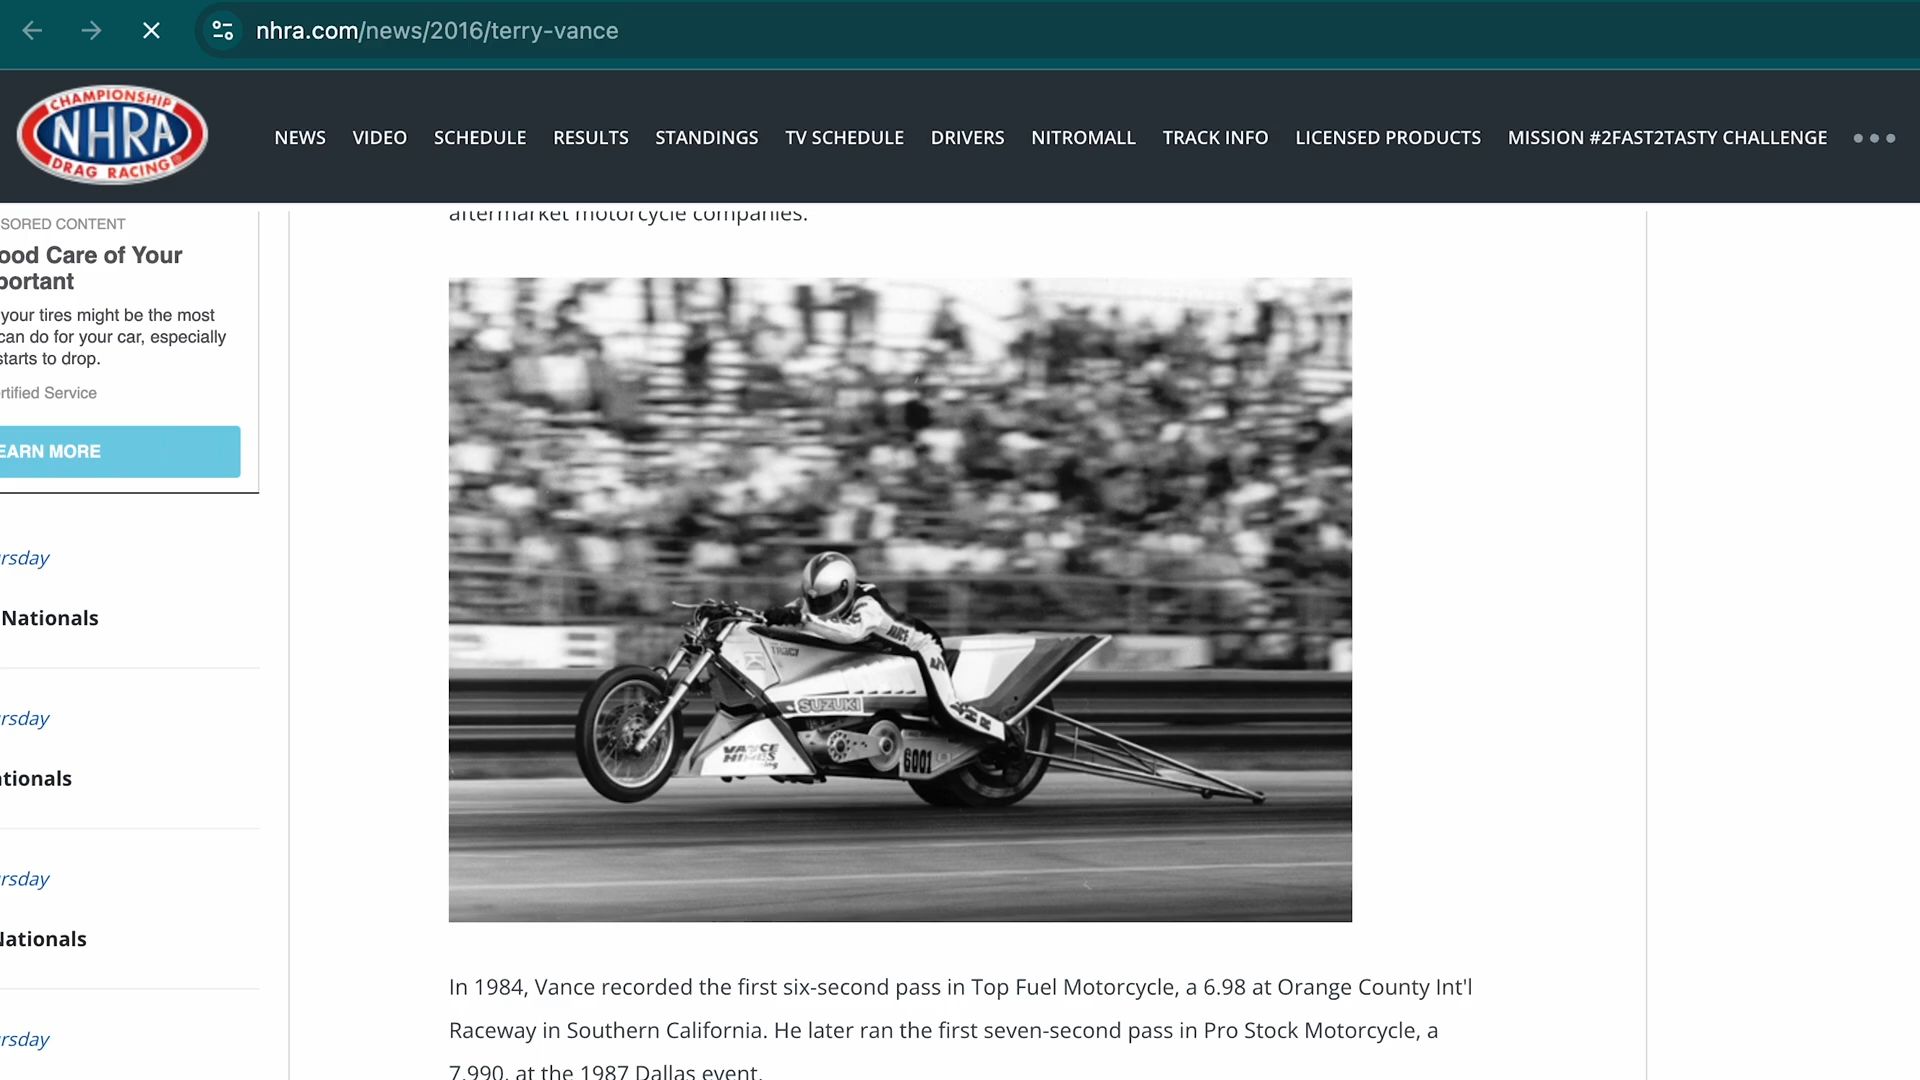 nhra.com/news/2016/terry-vance
CHAMPIONSHIP
NHRA
DRAG RACING
NEWS VIDEO SCHEDULE RESULTS STANDINGS TV SCHEDULE DRIVERS NITROMALL TRACK INFO LICENSED PRODUCTS MISSION #2FAST2TASTY CHALLENGE
SORED CONTENT
ood Care of Your
portant
your tires might be the most
can do for your car, especially
starts to drop.
rtified Service
EARN MORE
rsday
Nationals
rsday
ationals
rsday
Nationals
rsday
aftermarket motorcycle companies.
SUZUKI
VANCE
HINES
6001
In 1984, Vance recorded the first six-second pass in Top Fuel Motorcycle, a 6.98 at Orange County Int'l
Raceway in Southern California. He later ran the first seven-second pass in Pro Stock Motorcycle, a
7.990, at the 1987 Dallas event.